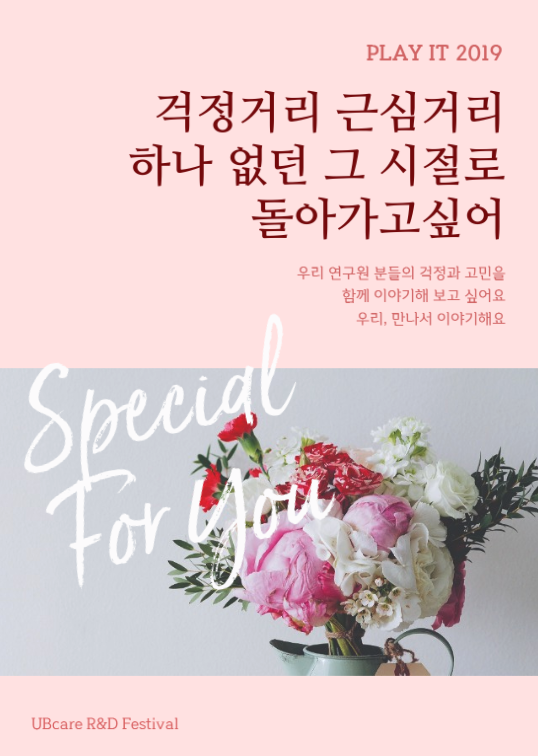 PLAY IT 2019
걱정거리 근심거리
하나 없던 그 시절로
돌아가고싶어
우리 연구원 분들의 걱정과 고민을
함께 이야기해 보고 싶어요
우리, 만나서 이야기해요
Special
For You
UBcare R&D Festival